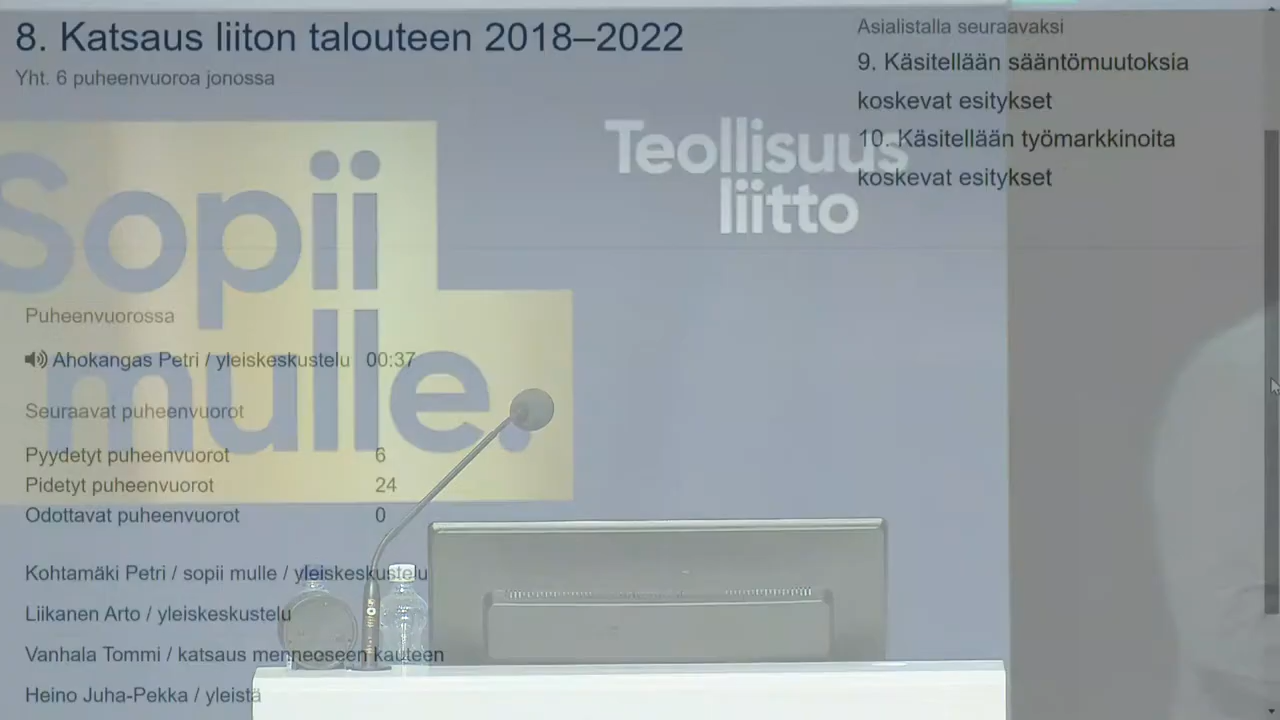 8. Katsaus liiton talouteen 2018–2022
Yht. 6 puheenvuoroa jonossa
Asialistalla seuraavaksi
9. Käsitellään sääntömuutoksia
koskevat esitykset
10. Käsitellään työmarkkinoita
koskevat esitykset
Teollisuus
liitto
Sopii
mulle.
Puheenvuorossa
Ahokangas Petri / yleiskeskustelu 00:37
Seuraavat puheenvuorot
Pyydetyt puheenvuorot 6
Pidetyt puheenvuorot 24
Odottavat puheenvuorot 0
Kohtamäki Petri / sopii mulle / yleiskeskustelu
Liikanen Arto / yleiskeskustelu
Vanhala Tommi / katsaus menneoseen kauteen
Heino Juha-Pekka / yleistä